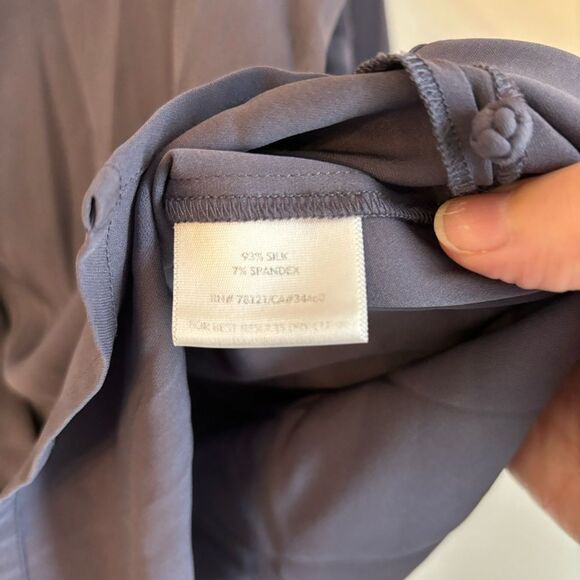 93% SILK
7% SPANDEX
RN# 78121/CA#34460
FOR BEST RESULTS